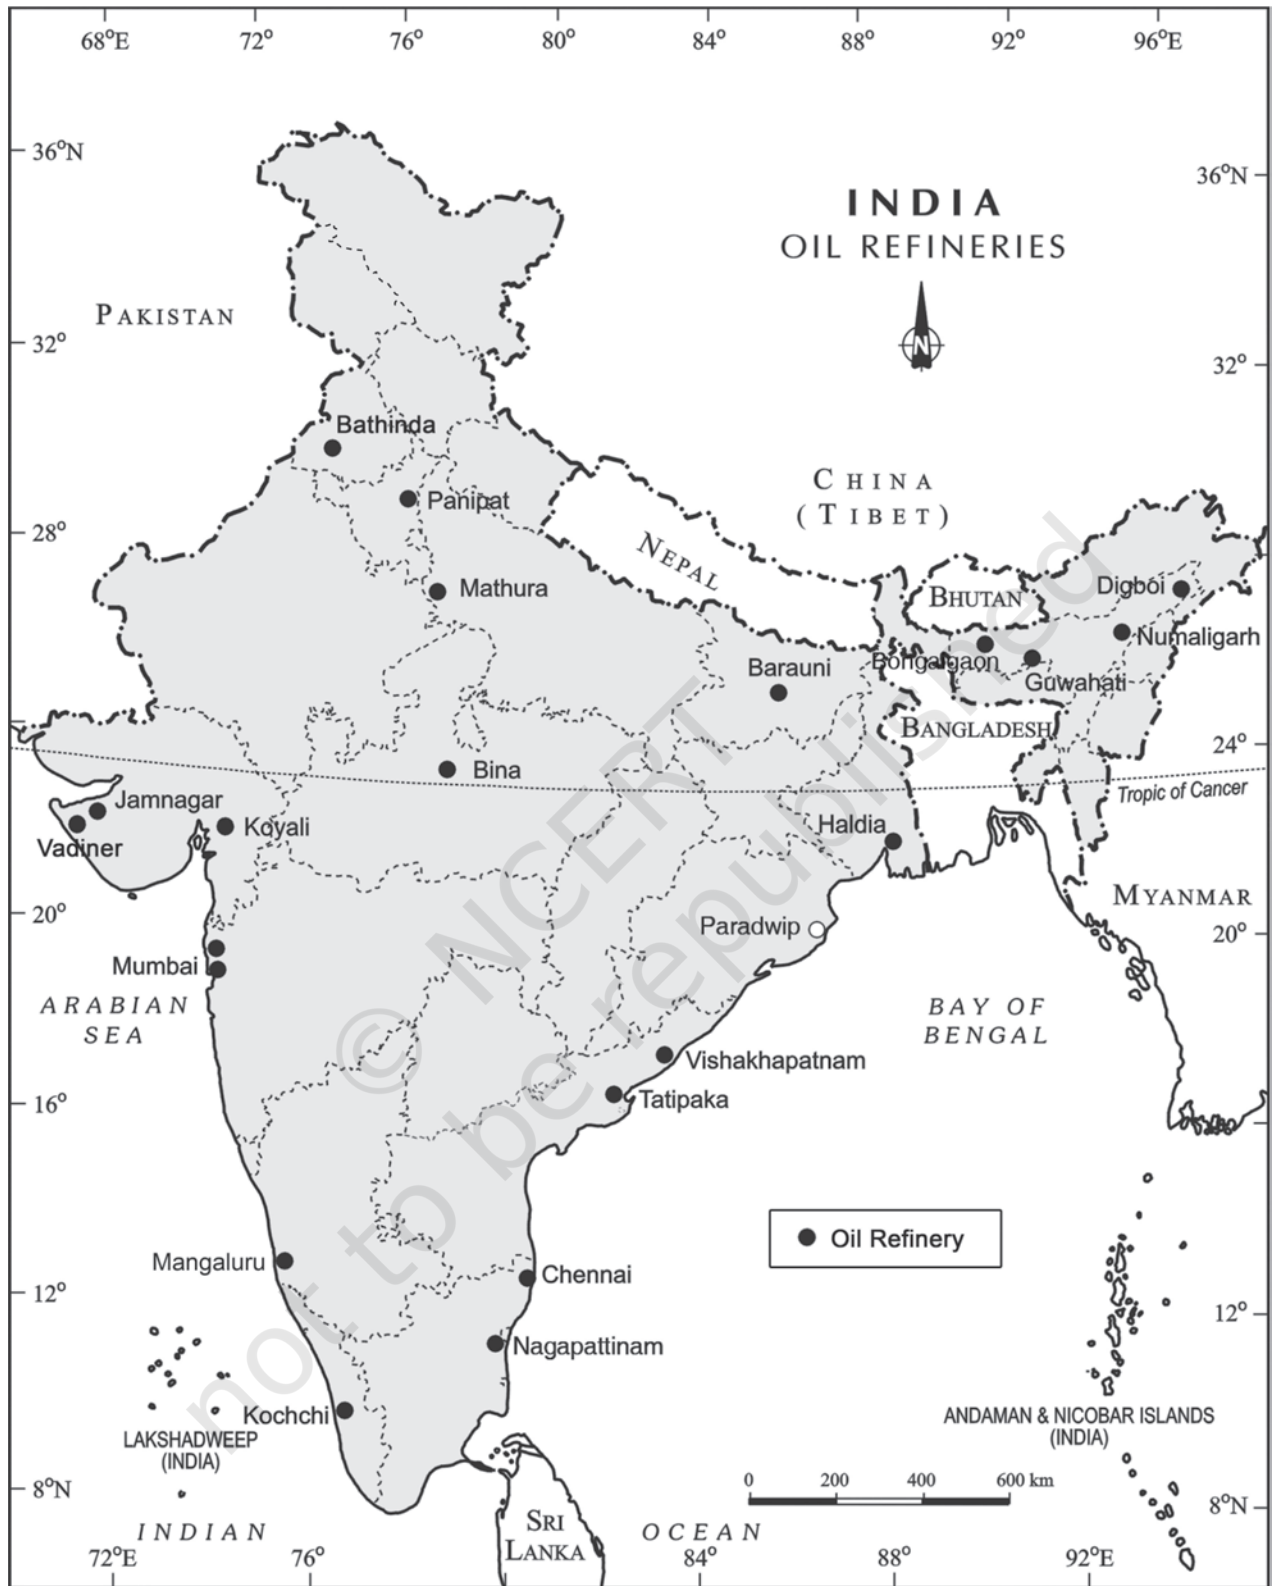 68°E 72° 76° 80° 84° 88° 92° 96°E
36°N
36°N
INDIA
OIL REFINERIES
N
PAKISTAN
32°
32°
Bathinda
CHINA
(TIBET)
Panipat
28°
NEPAL
Mathura
BHUTAN
Digboi
Numaligarh
Barauni
Bongaigaon
Guwahati
BANGLADESH
24°
Bina
Tropic of Cancer
Jamnagar
Koyali
Vadiner
Haldia
MYANMAR
20°
Paradwip
20°
Mumbai
ARABIAN
SEA
BAY OF
BENGAL
Vishakhapatnam
16°
Tatipaka
Oil Refinery
Mangaluru
Chennai
12°
12°
Nagapattinam
Kochchi
LAKSHADWEEP
(INDIA)
ANDAMAN & NICOBAR ISLANDS
(INDIA)
0 200 400 600 km
8°N
8°N
INDIAN OCEAN
SRI
LANKA
72°E 76° 84° 88° 92°E
© NCERT
not to be republished